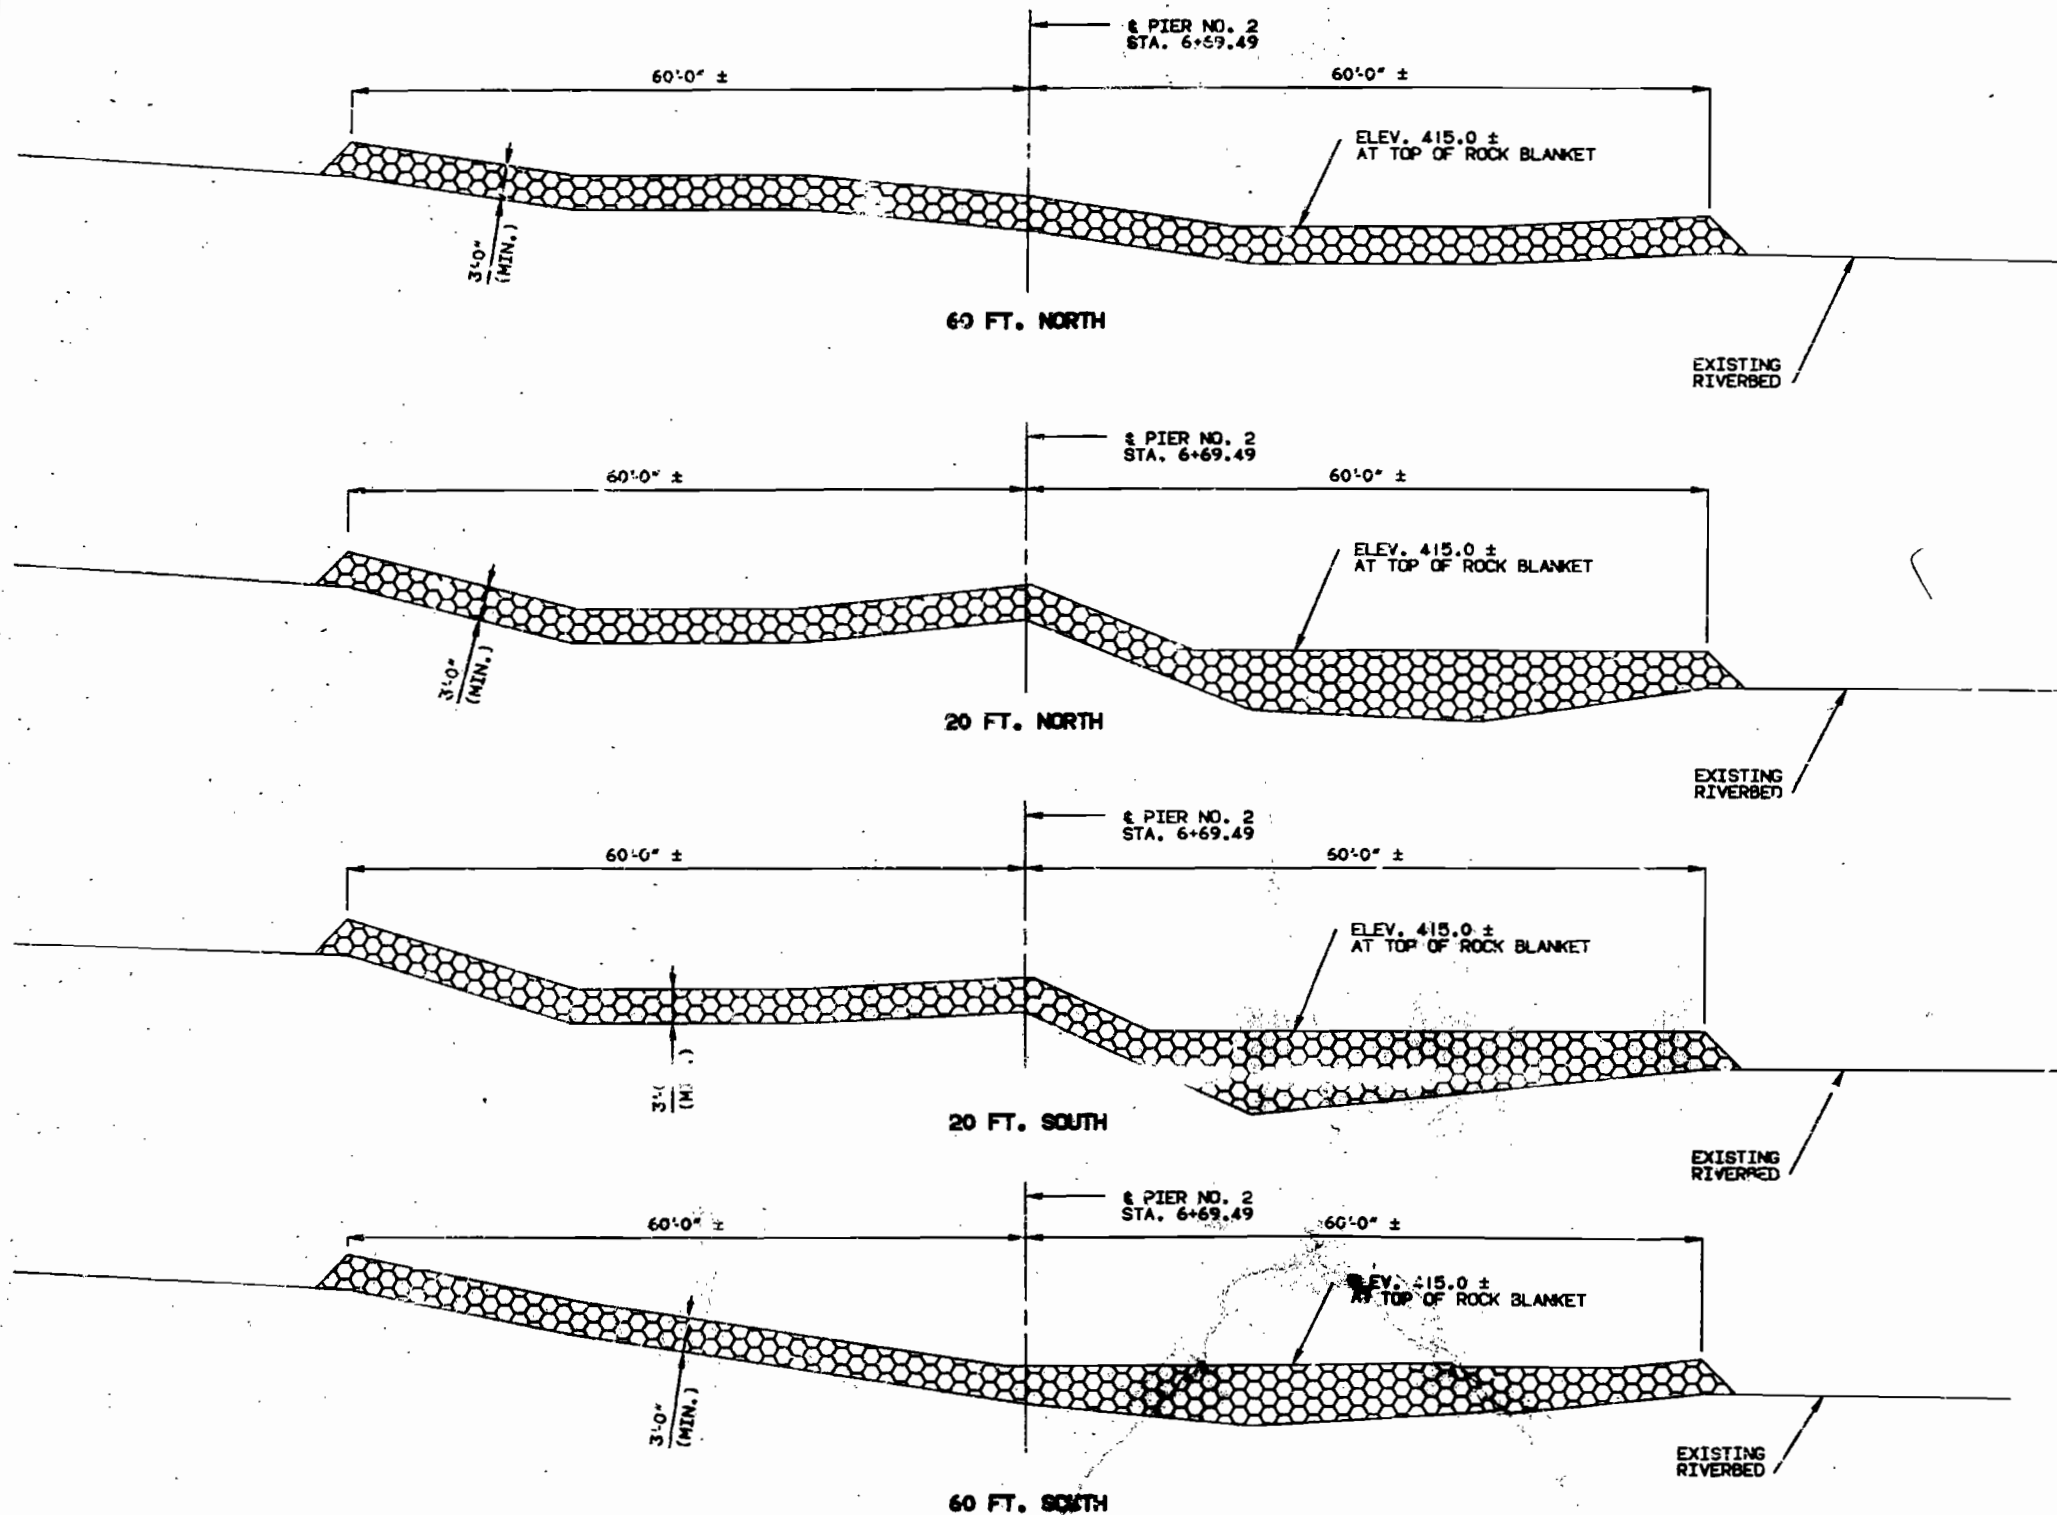 ℄ PIER NO. 2
STA. 6+69.49
60'-0" ±
60'-0" ±
ELEV. 415.0 ±
AT TOP OF ROCK BLANKET
3'-0"
(MIN.)
60 FT. NORTH
EXISTING
RIVERBED
℄ PIER NO. 2
STA. 6+69.49
60'-0" ±
60'-0" ±
ELEV. 415.0 ±
AT TOP OF ROCK BLANKET
3'-0"
(MIN.)
20 FT. NORTH
EXISTING
RIVERBED
℄ PIER NO. 2
STA. 6+69.49
60'-0" ±
60'-0" ±
ELEV. 415.0 ±
AT TOP OF ROCK BLANKET
20 FT. SOUTH
EXISTING
RIVERBED
℄ PIER NO. 2
STA. 6+69.49
60'-0" ±
60'-0" ±
ELEV. 415.0 ±
AT TOP OF ROCK BLANKET
3'-0"
(MIN.)
60 FT. SOUTH
EXISTING
RIVERBED